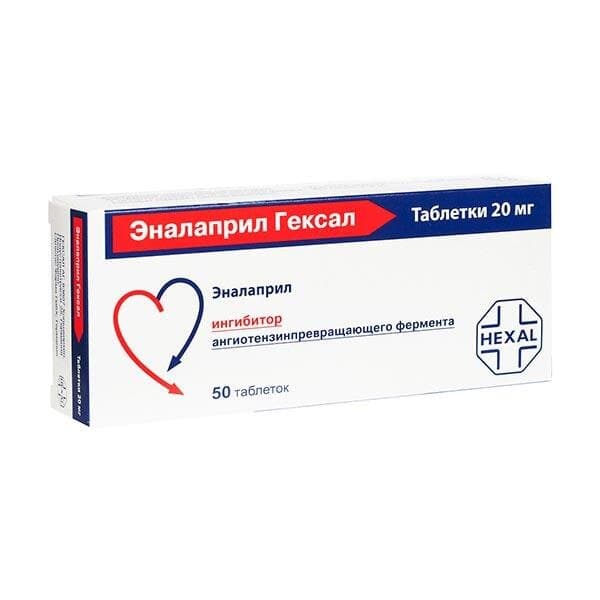 Эналаприл Гексал
Таблетки 20 мг
Эналаприл
ингибитор
ангиотензинпревращающего фермента
50 таблеток
HEXAL
Эналаприл Гексал
Таблетки 20 мг